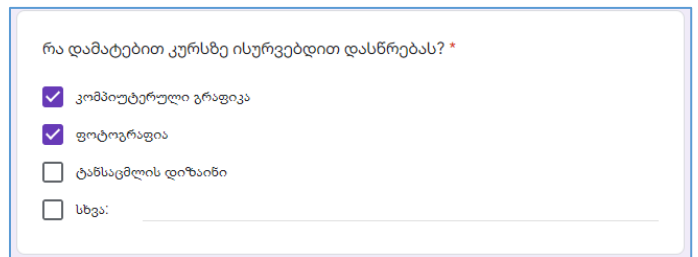 რა დამატებით კურსზე ისურვებდით დასწრებას? *
კომპიუტერული გრაფიკა
ფოტოგრაფია
ტანსაცმლის დიზაინი
სხვა: